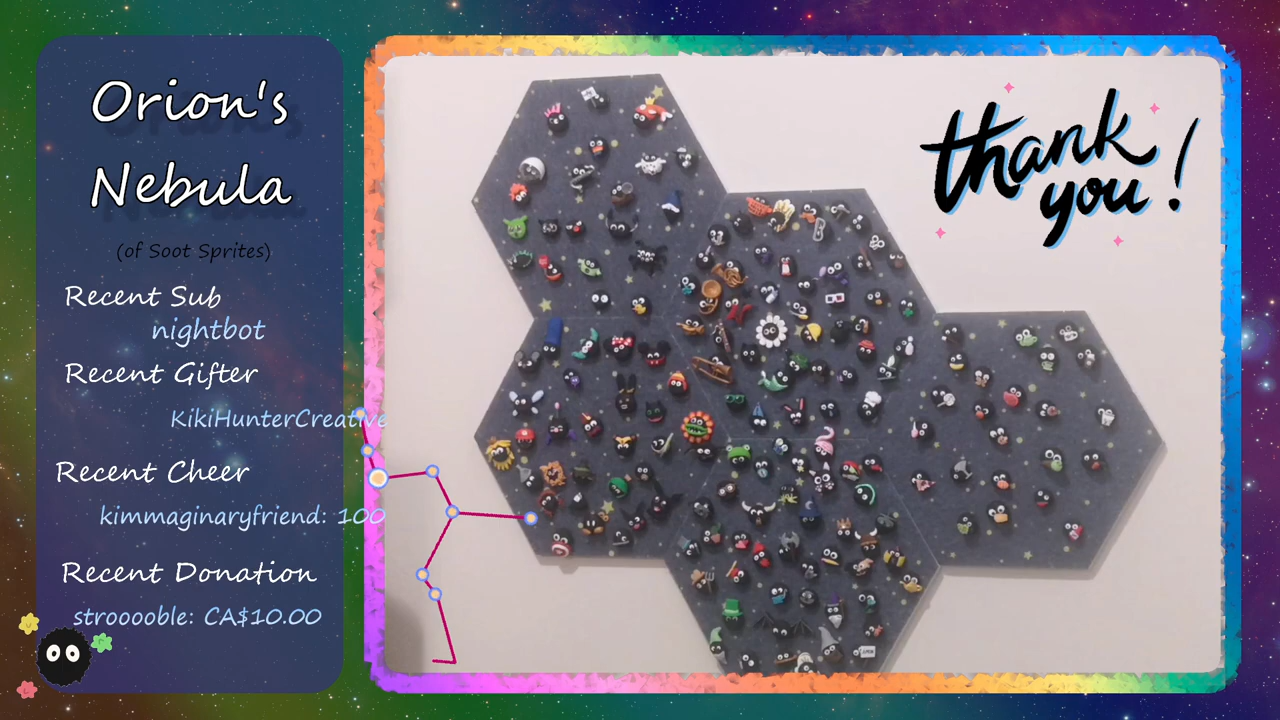 Orion's
Nebula
(of Soot Sprites)
Recent Sub
nightbot
Recent Gifter
KikiHunterCreative
Recent Cheer
kimmaginaryfriend: 100
Recent Donation
strooooble: CA$10.00
thank
you!